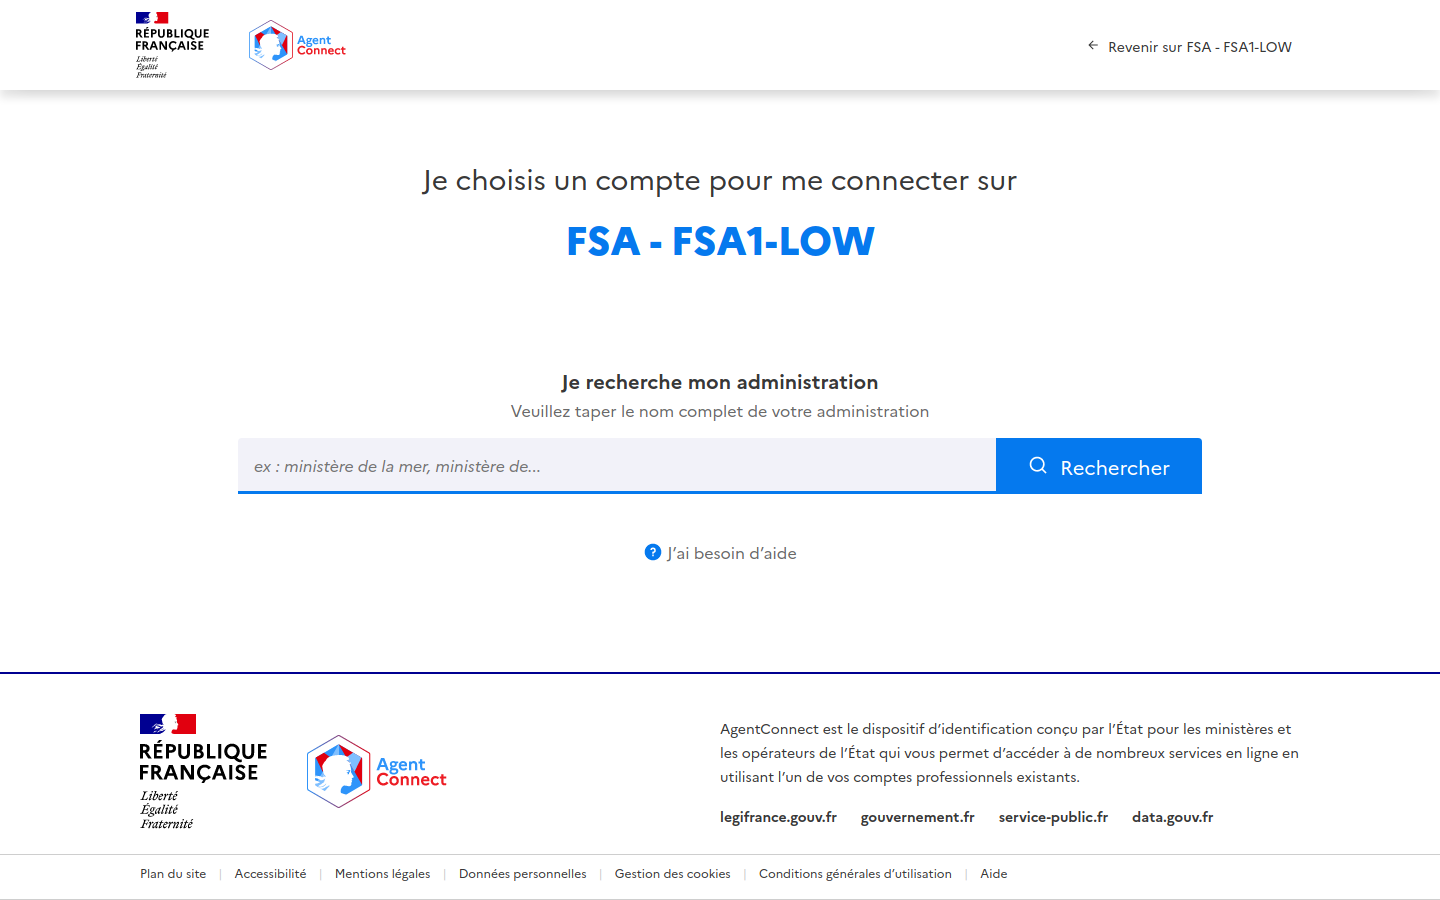 RÉPUBLIQUE
FRANÇAISE
Liberté
Égalité
Fraternité
Agent
Connect
Revenir sur FSA - FSA1-LOW
Je choisis un compte pour me connecter sur
FSA - FSA1-LOW
Je recherche mon administration
Veuillez taper le nom complet de votre administration
ex : ministère de la mer, ministère de...
Rechercher
? J’ai besoin d’aide
RÉPUBLIQUE
FRANÇAISE
Liberté
Égalité
Fraternité
Agent
Connect
AgentConnect est le dispositif d’identification conçu par l’État pour les ministères et
les opérateurs de l’État qui vous permet d’accéder à de nombreux services en ligne en
utilisant l’un de vos comptes professionnels existants.
legifrance.gouv.fr gouvernement.fr service-public.fr data.gouv.fr
Plan du site | Accessibilité | Mentions légales | Données personnelles | Gestion des cookies | Conditions générales d’utilisation | Aide